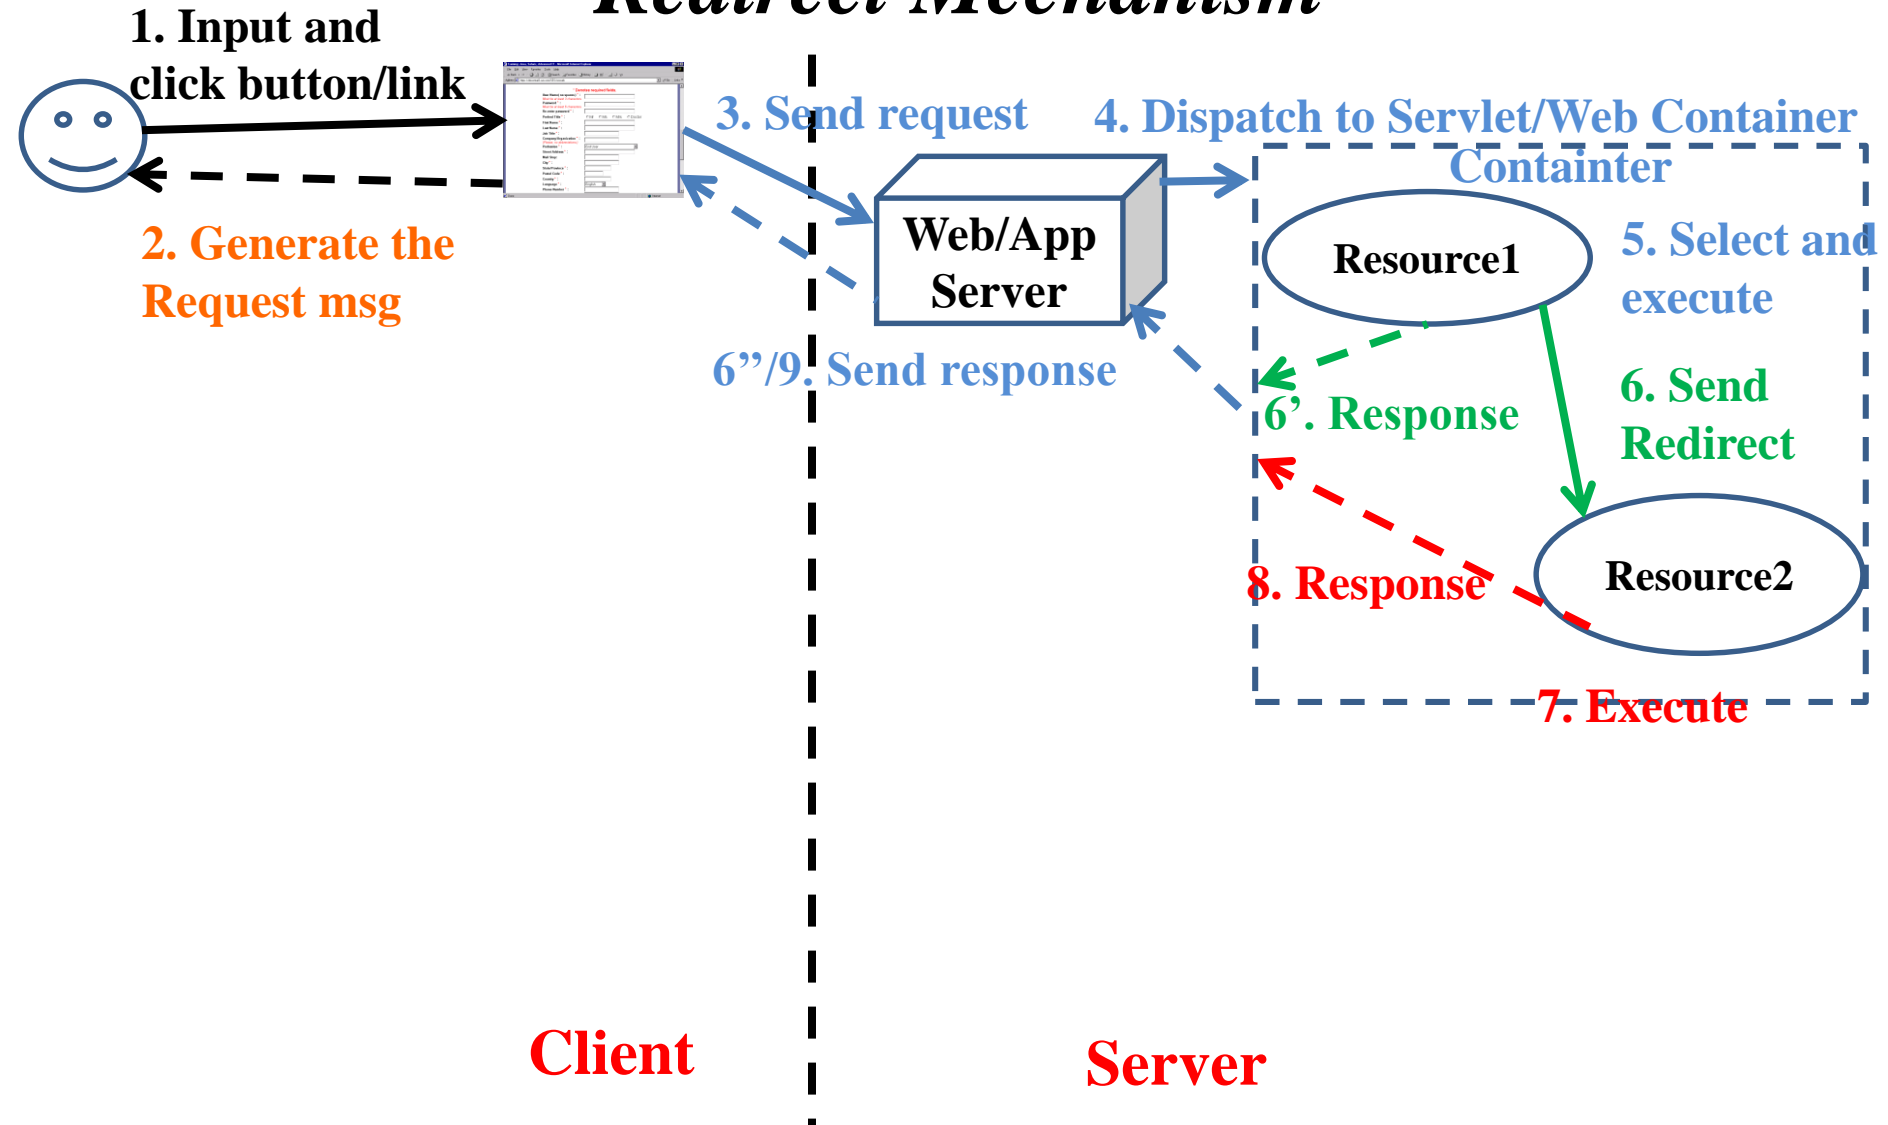 Redirect Mechanism
1. Input and
click button/link
3. Send request
4. Dispatch to Servlet/Web Container
Containter
2. Generate the
Request msg
Web/App
Server
Resource1
5. Select and
execute
6”/9. Send response
6’. Response
6. Send
Redirect
8. Response
Resource2
7. Execute
Client
Server